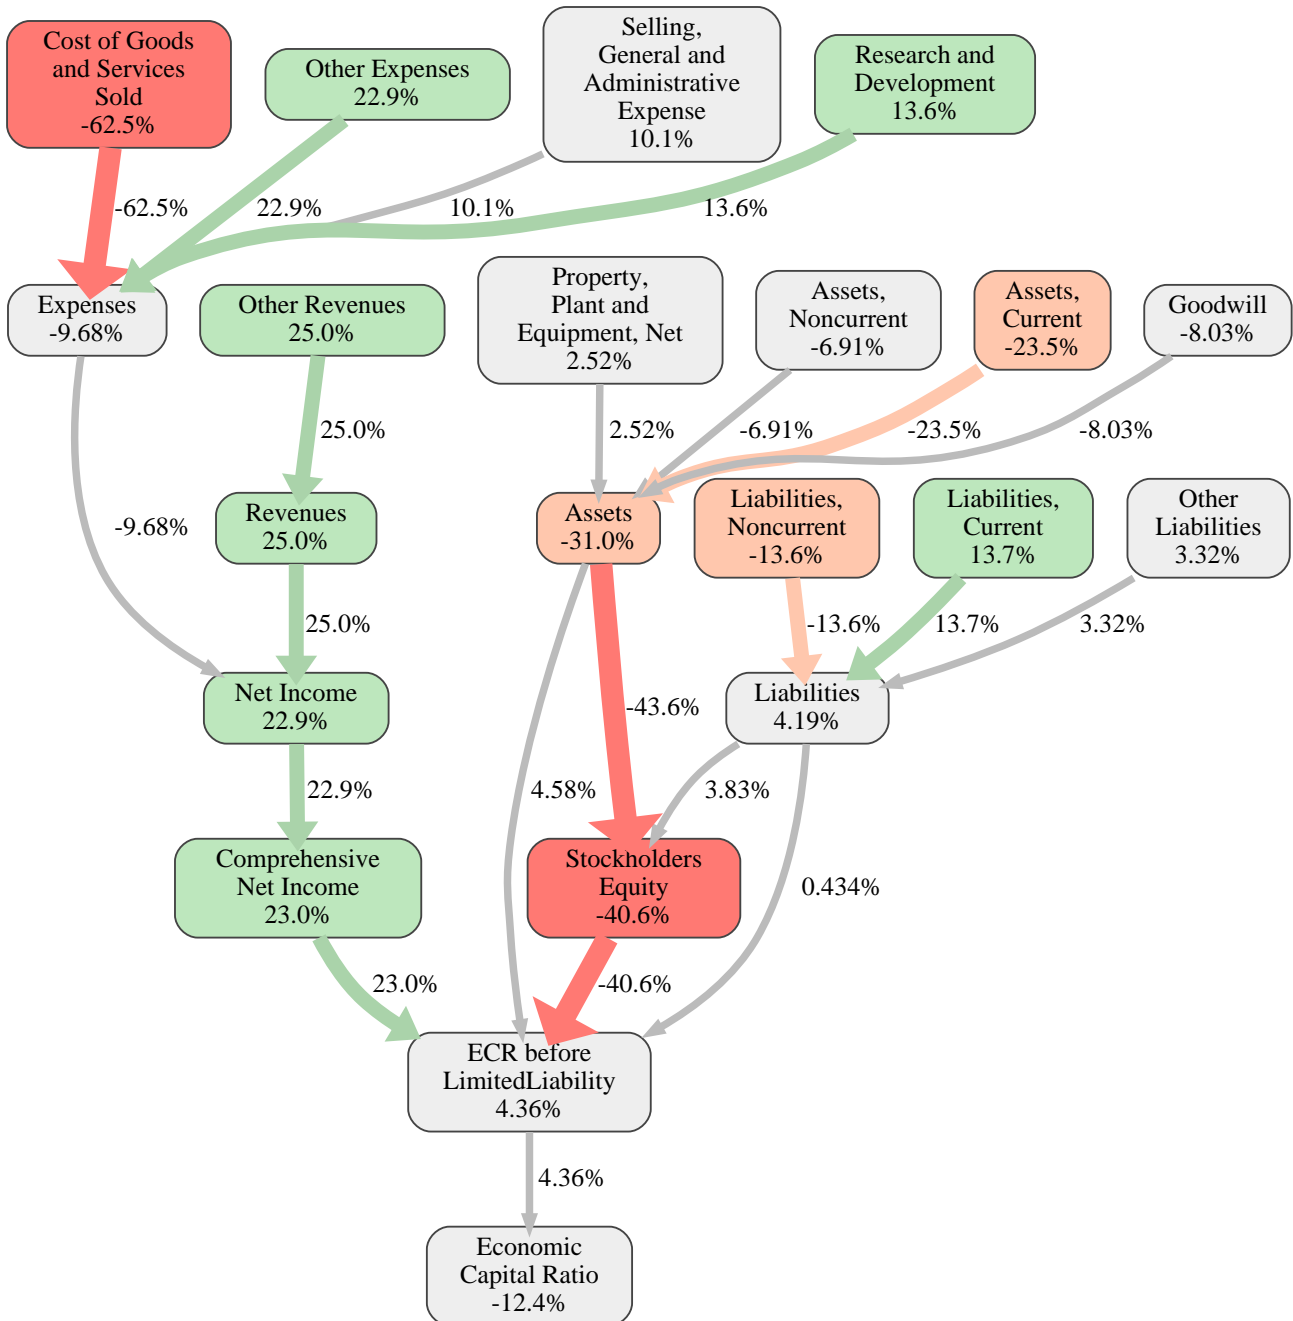 Cost of Goods
and Services
Sold
-62.5%
Other Expenses
22.9%
Selling,
General and
Administrative
Expense
10.1%
Research and
Development
13.6%
-62.5%
22.9%
10.1%
13.6%
Expenses
-9.68%
Other Revenues
25.0%
Property,
Plant and
Equipment, Net
2.52%
Assets,
Noncurrent
-6.91%
Assets,
Current
-23.5%
Goodwill
-8.03%
25.0%
2.52%
-6.91%
-23.5%
-8.03%
-9.68%
Revenues
25.0%
Assets
-31.0%
Liabilities,
Noncurrent
-13.6%
Liabilities,
Current
13.7%
Other
Liabilities
3.32%
25.0%
-13.6%
13.7%
3.32%
Net Income
22.9%
-43.6%
Liabilities
4.19%
22.9%
4.58%
3.83%
Comprehensive
Net Income
23.0%
Stockholders
Equity
-40.6%
0.434%
23.0%
-40.6%
ECR before
LimitedLiability
4.36%
4.36%
Economic
Capital Ratio
-12.4%